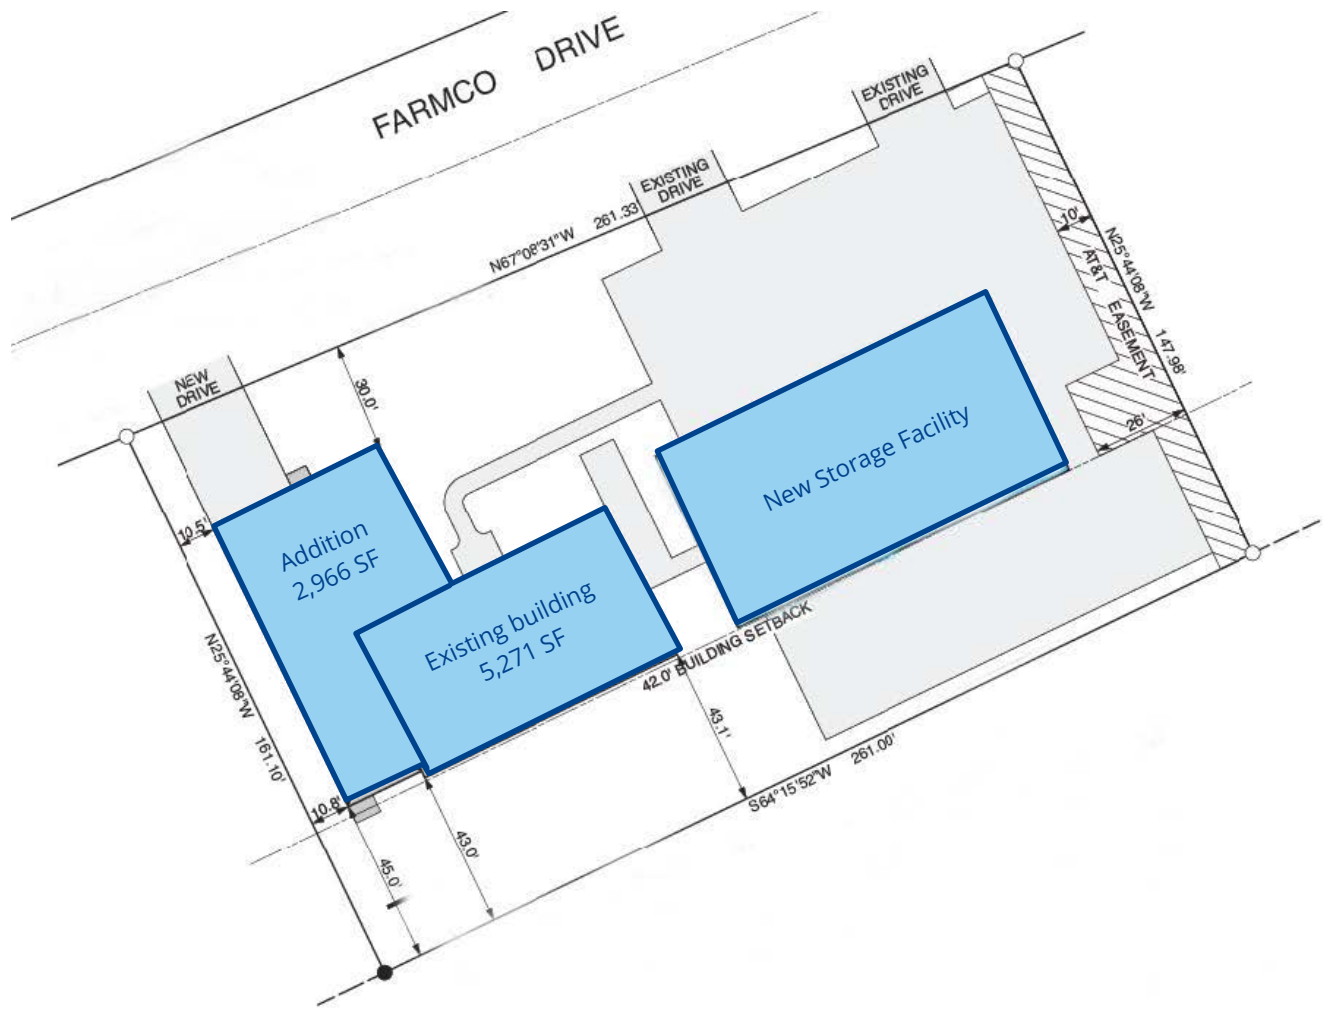 FARMCO DRIVE
EXISTING
DRIVE
EXISTING
DRIVE
N67°08'31"W 261.33
10'
N25°44'08"W 147.98'
AT&T EASEMENT
26'
NEW
DRIVE
30.0'
10.5'
Addition
2,966 SF
Existing building
5,271 SF
New Storage Facility
42.0' BUILDING SETBACK
N25°44'08"W 161.10'
10.8'
45.0'
43.0'
43.1'
S64°15'52"W 261.00'